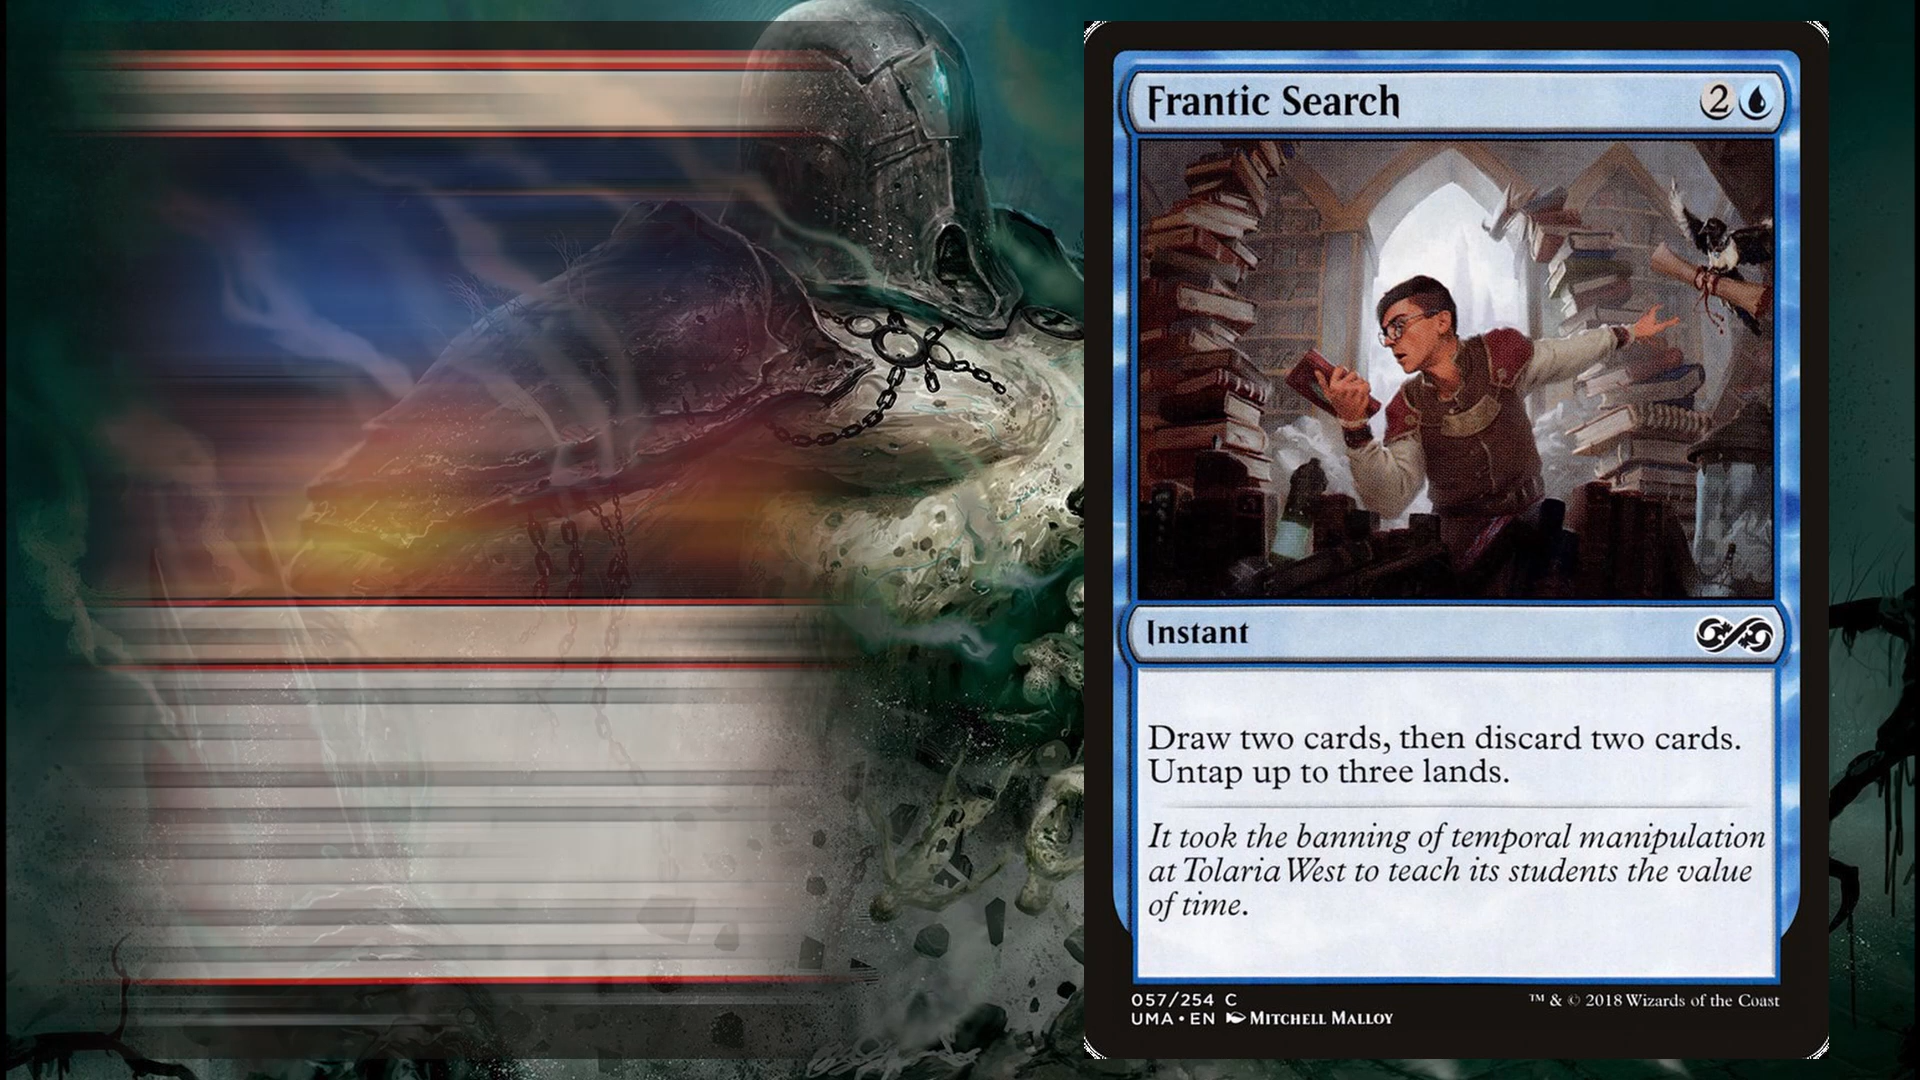 Frantic Search
2
Instant
Draw two cards, then discard two cards.
Untap up to three lands.
It took the banning of temporal manipulation
at Tolaria West to teach its students the value
of time.
057/254 C
™ & © 2018 Wizards of the Coast
UMA • EN Mitchell Malloy